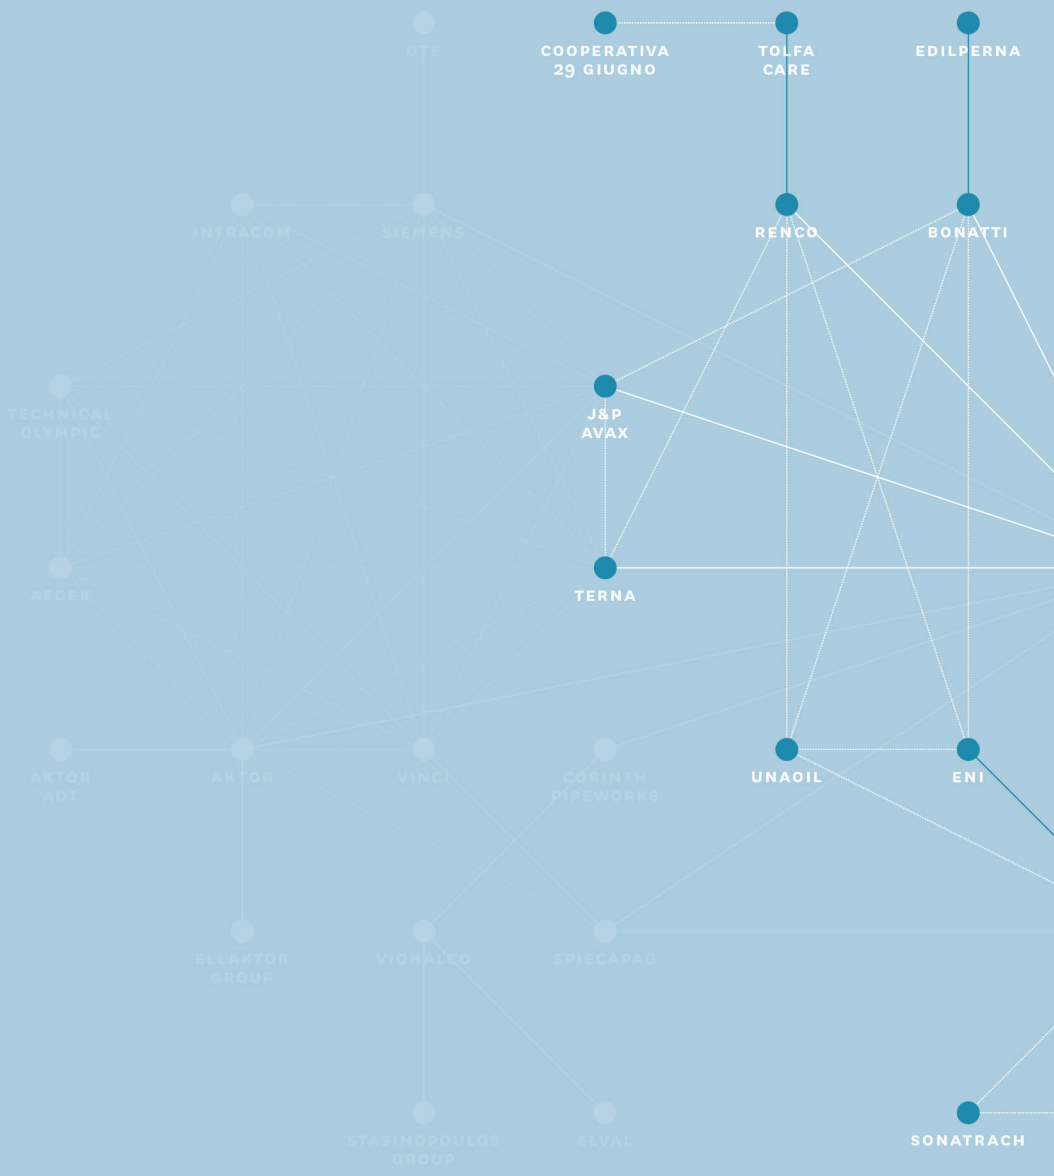 OTE
COOPERATIVA
29 GIUGNO
TOLFA
CARE
EDILPERNA
INTRACOM
SIEMENS
RENCO
BONATTI
TECHNICAL
OLYMPIC
J&P
AVAX
AEGEK
TERNA
AKTOR
ADT
AKTOR
VINCI
CORINTH
PIPEWORKS
UNAOIL
ENI
ELLAKTOR
GROUP
VIOHALCO
SPIECAPAG
STASINOPOULOS
GROUP
ELVAL
SONATRACH